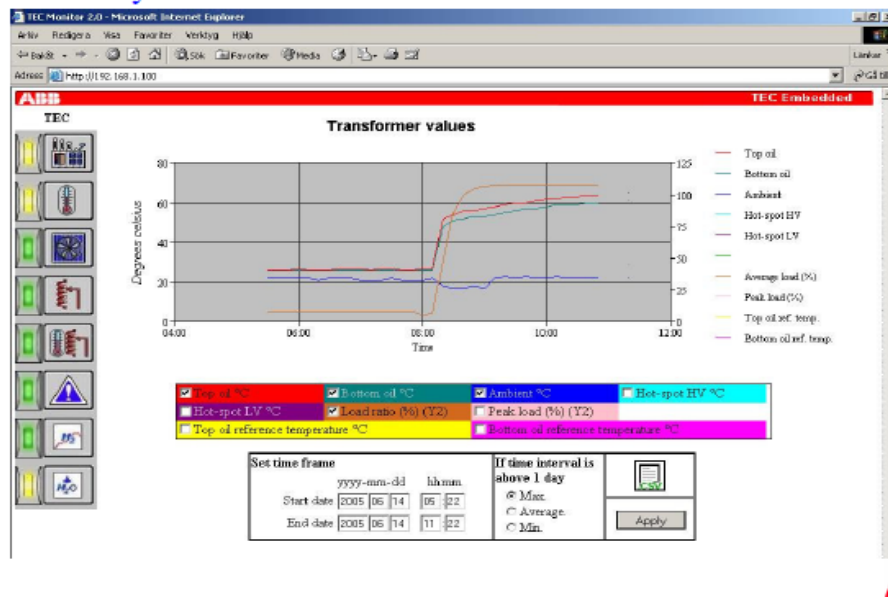 TEC Monitor 2.0 - Microsoft Internet Explorer
Arkiv Redigera Visa Favoriter Verktyg Hjälp
Bakåt Sök Favoriter Media Länkar
Adress http://192.168.1.100 Gå till
ABB TEC Embedded
TEC
Transformer values
80 125
60 100
75
40
50
20
25
0 0
04:00 06:00 08:00 10:00 12:00
Time
Degrees celsius
Top oil
Bottom oil
Ambient
Hot-spot HV
Hot-spot LV
Average load (%)
Peak load (%)
Top oil ref. temp.
Bottom oil ref. temp.
Top oil °C Bottom oil °C Ambient °C Hot-spot HV °C
Hot-spot LV °C Load ratio (%) (Y2) Peak load (%) (Y2)
Top oil reference temperature °C Bottom oil reference temperature °C
Set time frame
yyyy-mm-dd hh:mm
Start date 2005 06 14 05 :22
End date 2005 06 14 11 :22
If time interval is
above 1 day
Max.
Average.
Min.
CSV
Apply
H₂O